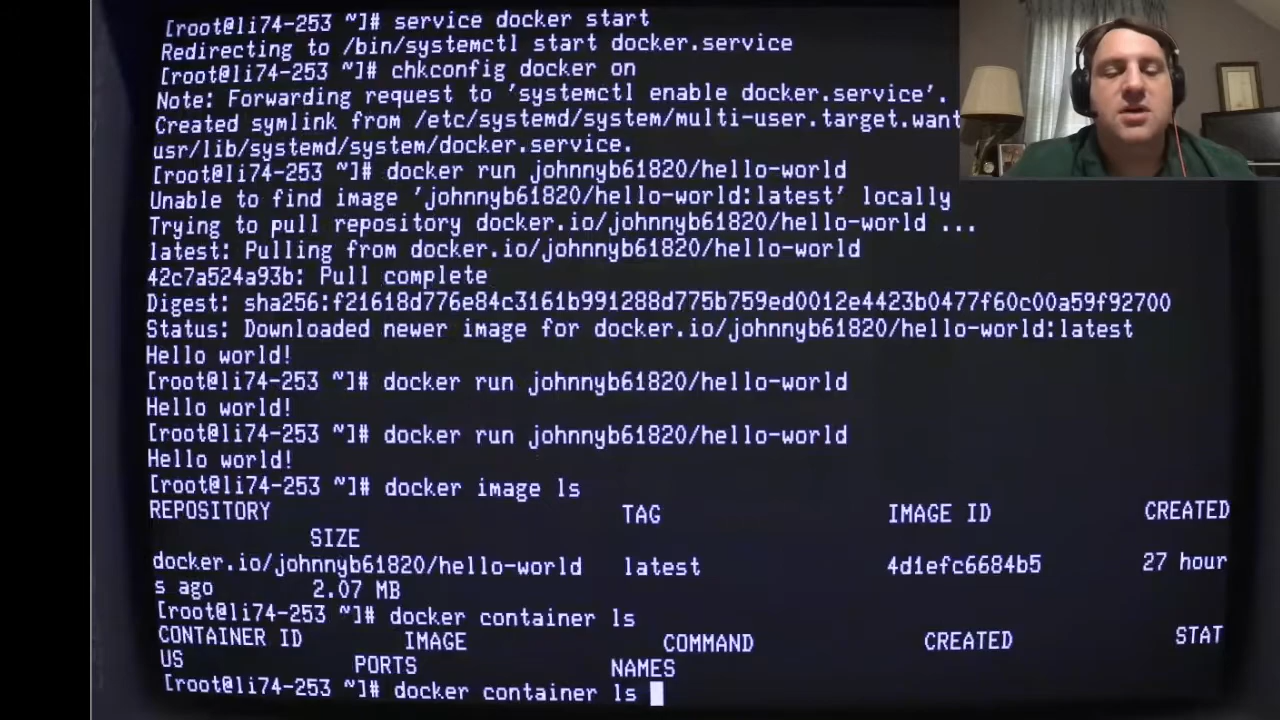 [root@li74-253 ~]# service docker start
Redirecting to /bin/systemctl start docker.service
[root@li74-253 ~]# chkconfig docker on
Note: Forwarding request to 'systemctl enable docker.service'.
Created symlink from /etc/systemd/system/multi-user.target.want
usr/lib/systemd/system/docker.service.
[root@li74-253 ~]# docker run johnnyb61820/hello-world
Unable to find image 'johnnyb61820/hello-world:latest' locally
Trying to pull repository docker.io/johnnyb61820/hello-world ...
latest: Pulling from docker.io/johnnyb61820/hello-world
42c7a524a93b: Pull complete
Digest: sha256:f21618d776e84c3161b991288d775b759ed0012e4423b0477f60c00a59f92700
Status: Downloaded newer image for docker.io/johnnyb61820/hello-world:latest
Hello world!
[root@li74-253 ~]# docker run johnnyb61820/hello-world
Hello world!
[root@li74-253 ~]# docker run johnnyb61820/hello-world
Hello world!
[root@li74-253 ~]# docker image ls
REPOSITORY TAG IMAGE ID CREATED
SIZE
docker.io/johnnyb61820/hello-world latest 4d1efc6684b5 27 hour
s ago 2.07 MB
[root@li74-253 ~]# docker container ls
CONTAINER ID IMAGE COMMAND CREATED STAT
US PORTS NAMES
[root@li74-253 ~]# docker container ls